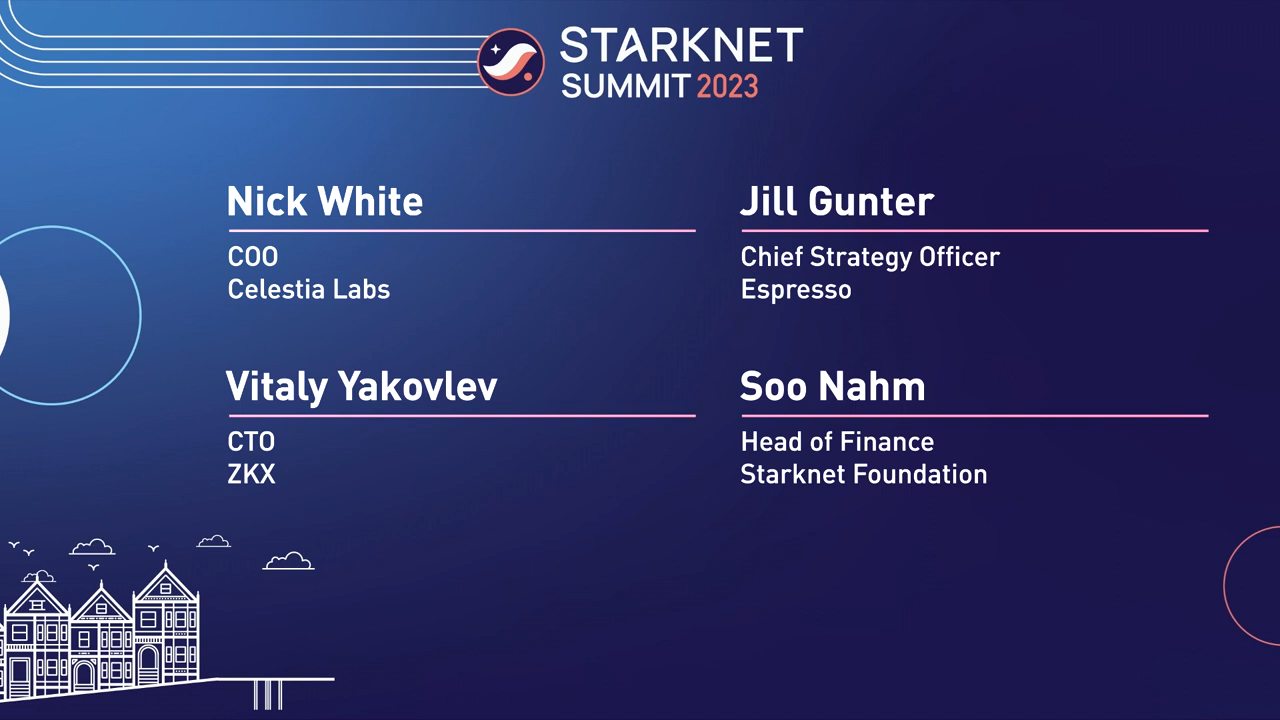 STARKNET
SUMMIT 2023
Nick White
COO
Celestia Labs
Jill Gunter
Chief Strategy Officer
Espresso
Vitaly Yakovlev
CTO
ZKX
Soo Nahm
Head of Finance
Starknet Foundation